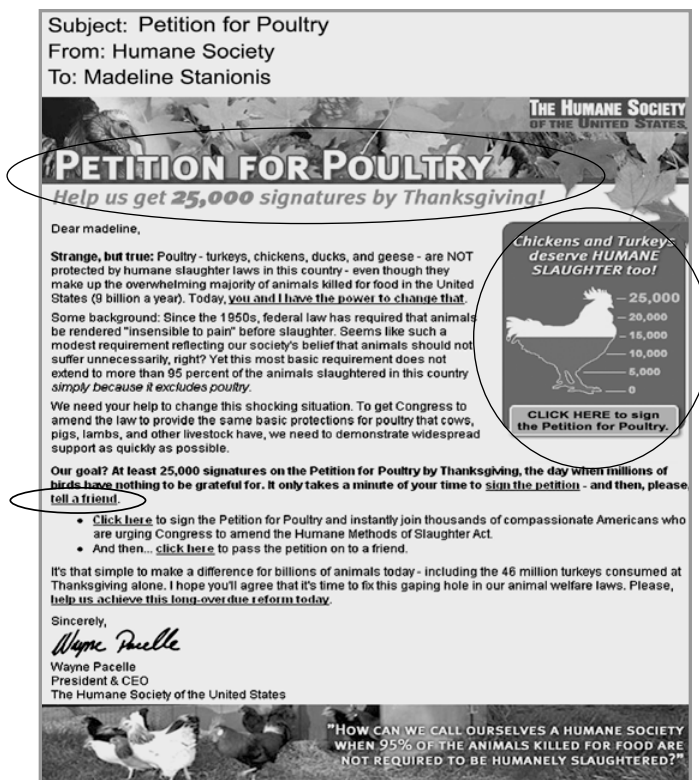 Subject: Petition for Poultry
From: Humane Society
To: Madeline Stanionis
THE HUMANE SOCIETY
OF THE UNITED STATES
PETITION FOR POULTRY
Help us get 25,000 signatures by Thanksgiving!
Dear madeline,
Strange, but true: Poultry - turkeys, chickens, ducks, and geese - are NOT
protected by humane slaughter laws in this country - even though they
make up the overwhelming majority of animals killed for food in the United
States (9 billion a year). Today, you and I have the power to change that.
Some background: Since the 1950s, federal law has required that animals
be rendered "insensible to pain" before slaughter. Seems like such a
modest requirement reflecting our society's belief that animals should not
suffer unnecessarily, right? Yet this most basic requirement does not
extend to more than 95 percent of the animals slaughtered in this country
simply because it excludes poultry.
We need your help to change this shocking situation. To get Congress to
amend the law to provide the same basic protections for poultry that cows,
pigs, lambs, and other livestock have, we need to demonstrate widespread
support as quickly as possible.
Chickens and Turkeys
deserve HUMANE
SLAUGHTER too!
25,000
20,000
15,000
10,000
5,000
0
CLICK HERE to sign
the Petition for Poultry.
Our goal? At least 25,000 signatures on the Petition for Poultry by Thanksgiving, the day when millions of
birds have nothing to be grateful for. It only takes a minute of your time to sign the petition - and then, please
tell a friend.
• Click here to sign the Petition for Poultry and instantly join thousands of compassionate Americans who
are urging Congress to amend the Humane Methods of Slaughter Act.
• And then... click here to pass the petition on to a friend.
It's that simple to make a difference for billions of animals today - including the 46 million turkeys consumed at
Thanksgiving alone. I hope you'll agree that it's time to fix this gaping hole in our animal welfare laws. Please,
help us achieve this long-overdue reform today.
Sincerely,
Wayne Pacelle
Wayne Pacelle
President & CEO
The Humane Society of the United States
"HOW CAN WE CALL OURSELVES A HUMANE SOCIETY
WHEN 95% OF THE ANIMALS KILLED FOR FOOD ARE
NOT REQUIRED TO BE HUMANELY SLAUGHTERED?"